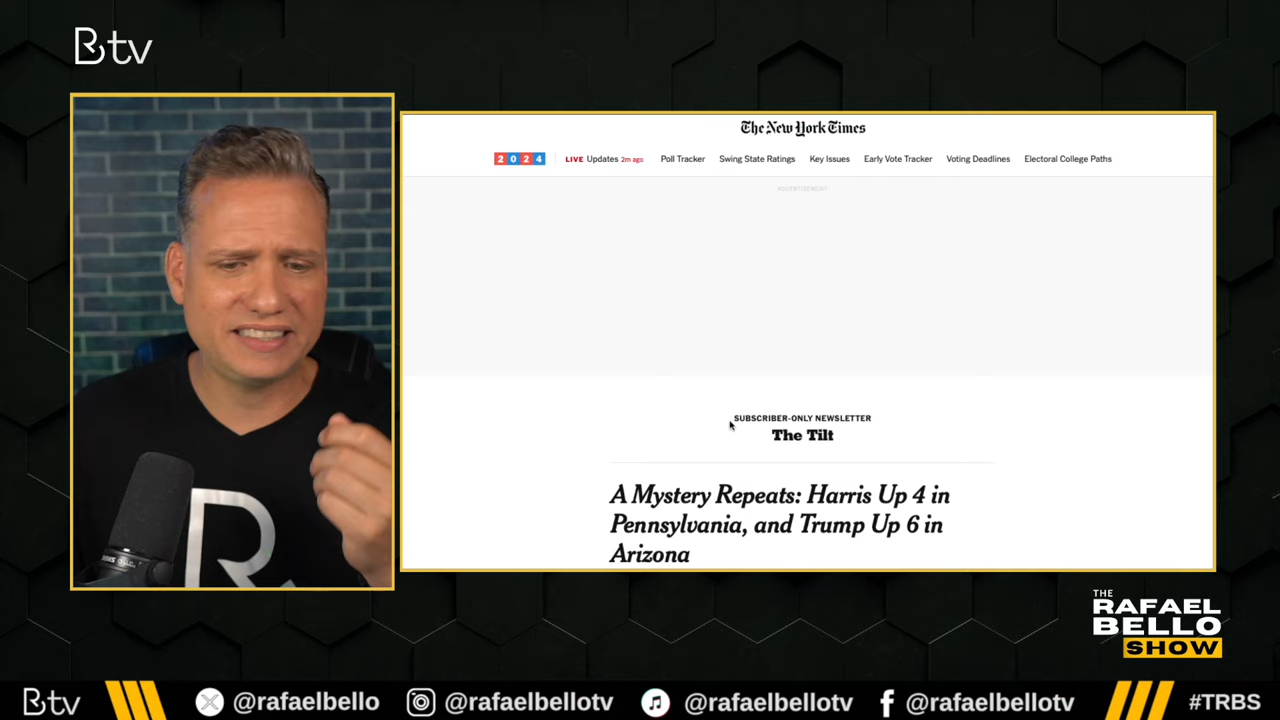 Btv
The New York Times
2024 LIVE Updates 2m ago Poll Tracker Swing State Ratings Key Issues Early Vote Tracker Voting Deadlines Electoral College Paths
ADVERTISEMENT
SUBSCRIBER-ONLY NEWSLETTER
The Tilt
A Mystery Repeats: Harris Up 4 in
Pennsylvania, and Trump Up 6 in
Arizona
R
THE
RAFAEL
BELLO
SHOW
Btv @rafaelbello @rafaelbellotv @rafaelbellotv @rafaelbellotv #TRBS